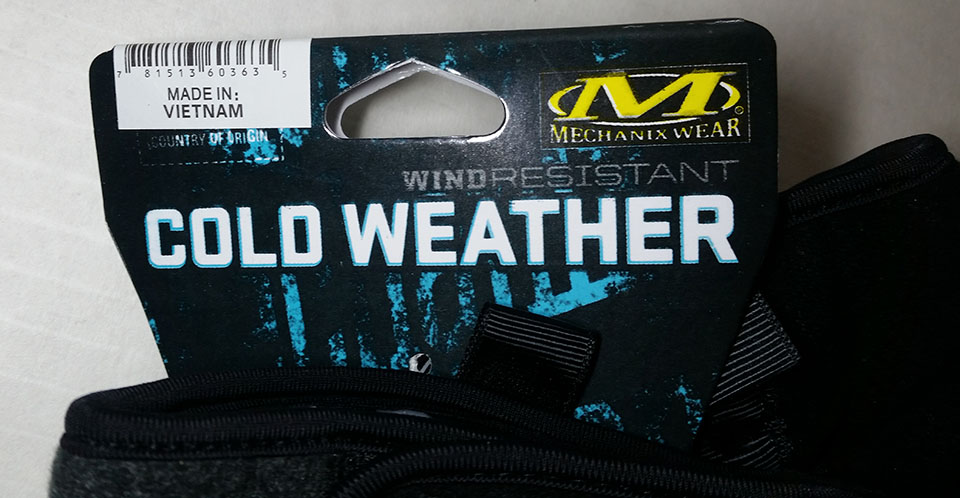 7 81513 60363 5
MADE IN:
VIETNAM
COUNTRY OF ORIGIN
M
®
MECHANIX WEAR
WINDRESISTANT
COLD WEATHER